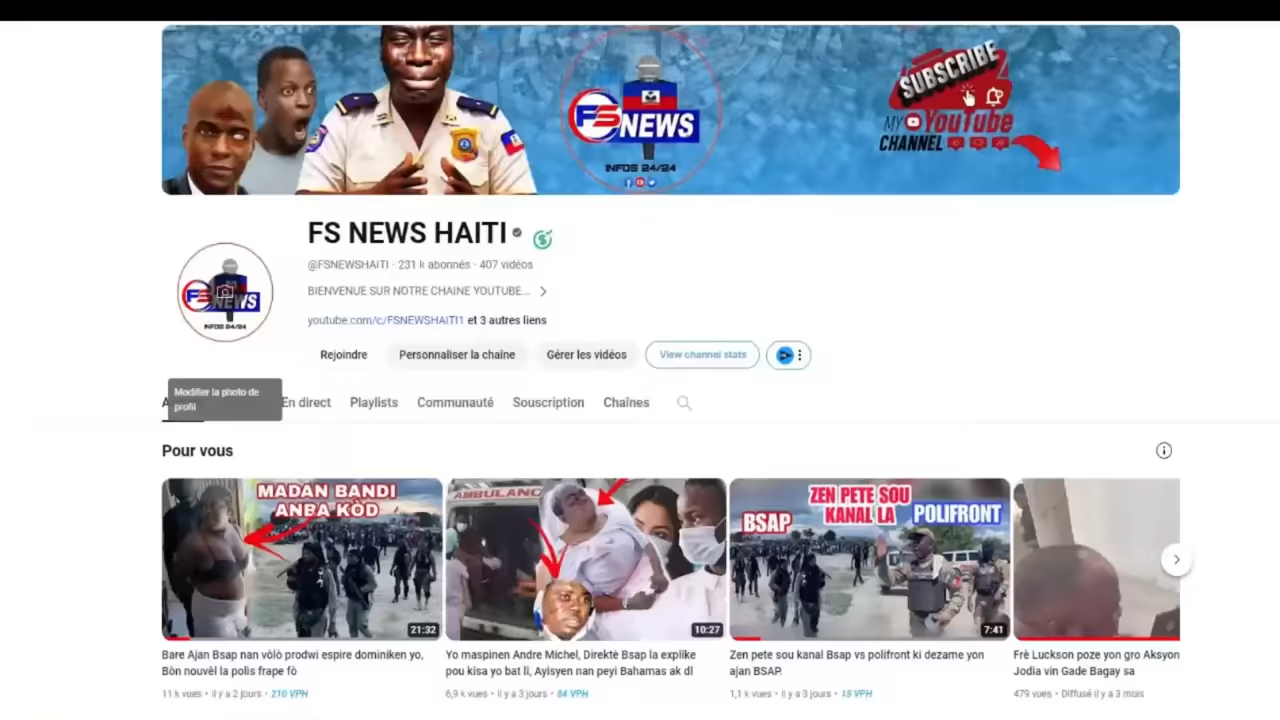 SUBSCRIBE
MY YouTube
CHANNEL
FS NEWS
INFOS 24/24
FS NEWS HAITI
@FSNEWSHAITI · 231 k abonnés · 407 vidéos
BIENVENUE SUR NOTRE CHAINE YOUTUBE...
youtube.com/c/FSNEWSHAITI1 et 3 autres liens
FS NEWS
INFOS 24/24
Rejoindre Personnaliser la chaîne Gérer les vidéos View channel stats
Modifier la photo de
profil
A
En direct Playlists Communauté Souscription Chaînes
Pour vous
MADAN BANDI
ANBA KÒD
21:32
AMBULANC
10:27
ZEN PETE SOU
KANAL LA
BSAP
POLIFRONT
7:41
Bare Ajan Bsap nan vòlò prodwi espire dominiken yo,
Bòn nouvèl la polis frape fò
11 k vues · il y a 2 jours · 210 VPH
Yo maspinen Andre Michel, Direktè Bsap la explike
pou kisa yo bat li, Ayisyen nan peyi Bahamas ak dl
6,9 k vues · il y a 3 jours · 84 VPH
Zen pete sou kanal Bsap vs polifront ki dezame yon
ajan BSAP.
1,1 k vues · il y a 3 jours · 15 VPH
Frè Luckson poze yon gro Aksyon
Jodia vin Gade Bagay sa
479 vues · Diffusé il y a 3 mois